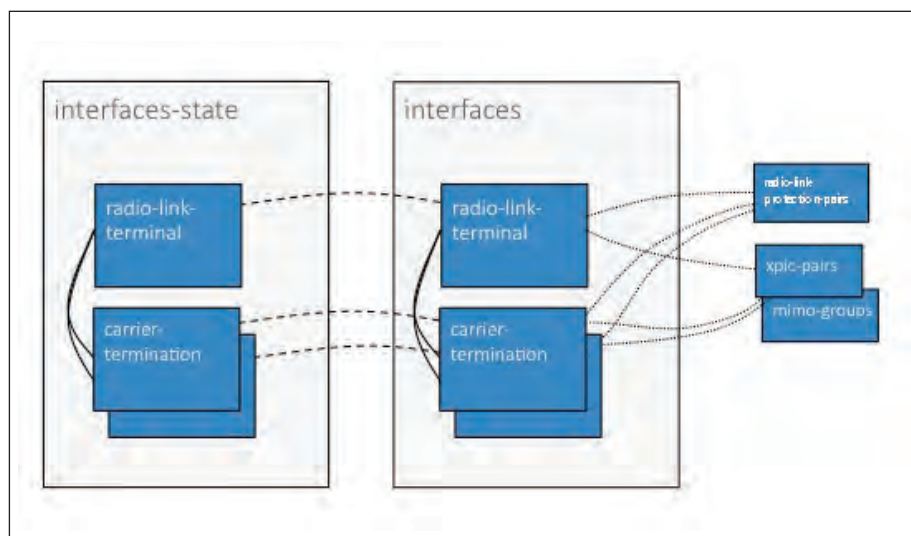 interfaces-state
radio-link-
terminal
carrier-
termination
interfaces
radio-link-
terminal
carrier-
termination
radio-link
protection-pairs
xpic-pairs
mimo-groups